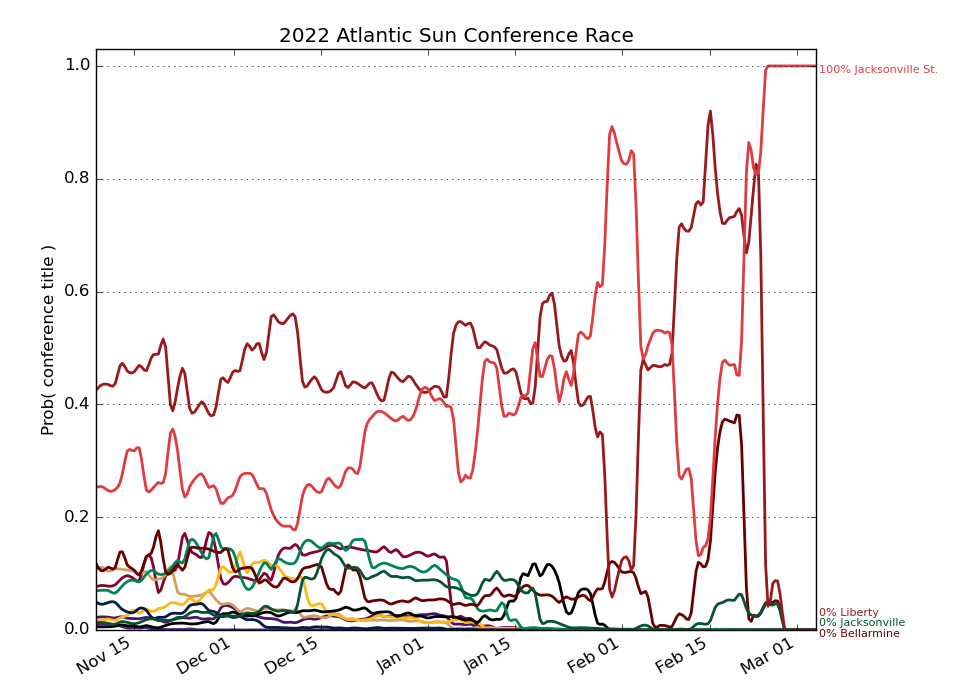 2022 Atlantic Sun Conference Race
1.0
100% Jacksonville St.
0.8
0.6
Prob( conference title )
0.4
0.2
0% Liberty
0% Jacksonville
0.0
0% Bellarmine
Nov 15
Dec 01
Dec 15
Jan 01
Jan 15
Feb 01
Feb 15
Mar 01